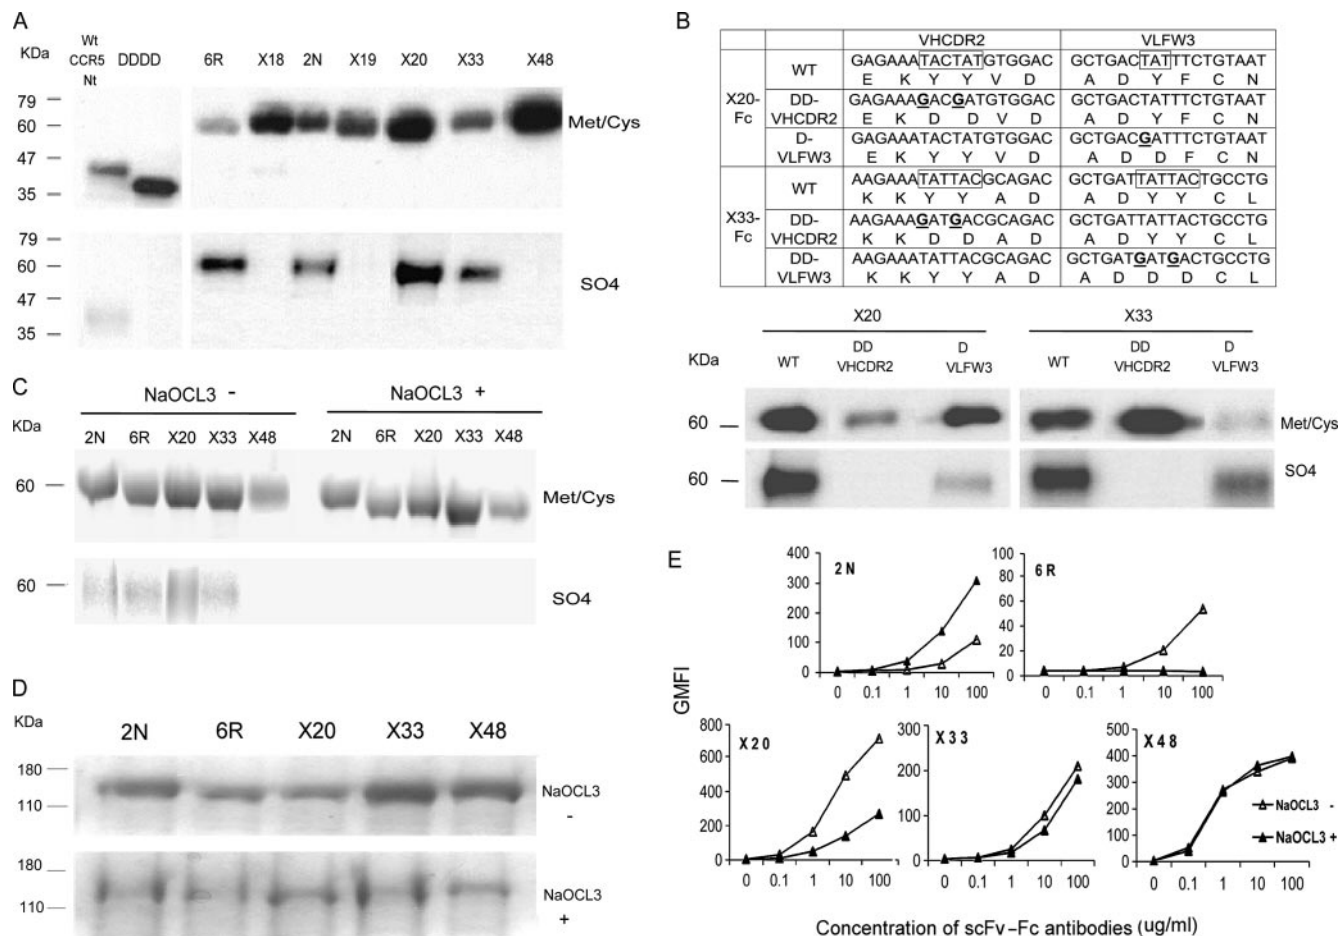 A
KDa
Wt
CCR5
Nt
DDDD
6R X18 2N X19 X20 X33 X48
79
60
47
35
Met/Cys
79
60
47
35
SO4
B
VHCDR2 VLFW3
X20-Fc
WT GAGAAATACTATGTGGAC GCTGACTATTTCTGTAAT
E K Y Y V D A D Y F C N
DD-VHCDR2 GAGAAAGACGATGTGGAC GCTGACTATTTCTGTAAT
E K D D V D A D Y F C N
D-VLFW3 GAGAAATACTATGTGGAC GCTGACGATTTCTGTAAT
E K Y Y V D A D D F C N
X33-Fc
WT AAGAAATATTACGCAGAC GCTGATTATTACTGCCTG
K K Y Y A D A D Y Y C L
DD-VHCDR2 AAGAAAGATGACGCAGAC GCTGATTATTACTGCCTG
K K D D A D A D Y Y C L
DD-VLFW3 AAGAAATATTACGCAGAC GCTGATGATGACTGCCTG
K K Y Y A D A D D D C L
X20 X33
KDa
WT DD VHCDR2 D VLFW3 WT DD VHCDR2 D VLFW3
60 Met/Cys
60 SO4
C
NaOCL3 - NaOCL3 +
2N 6R X20 X33 X48 2N 6R X20 X33 X48
60 Met/Cys
60 SO4
D
KDa
2N 6R X20 X33 X48
180
110
NaOCL3
-
180
110
NaOCL3
+
E
GMFI
2N
400
300
200
100
0
0 0.1 1 10 100
6R
100
80
60
40
20
0
0 0.1 1 10 100
X20
800
600
400
200
0
0 0.1 1 10 100
X33
300
200
100
0
0 0.1 1 10 100
X48
500
400
300
200
100
0
0 0.1 1 10 100
NaOCL3 -
NaOCL3 +
Concentration of scFv-Fc antibodies (ug/ml)